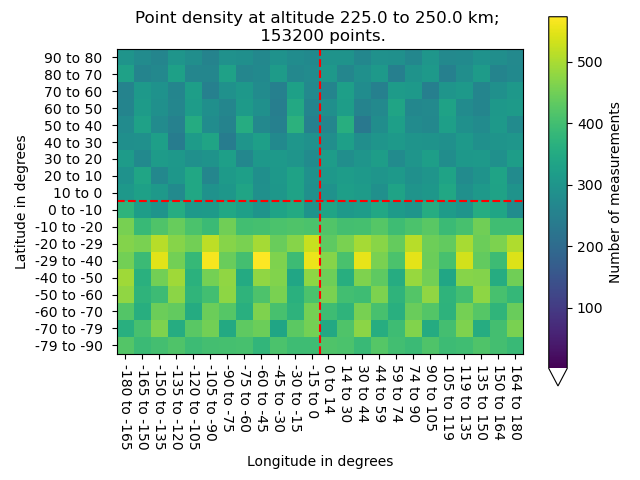 Point density at altitude 225.0 to 250.0 km;
153200 points.
Latitude in degrees
90 to 80
80 to 70
70 to 60
60 to 50
50 to 40
40 to 30
30 to 20
20 to 10
10 to 0
0 to -10
-10 to -20
-20 to -29
-29 to -40
-40 to -50
-50 to -60
-60 to -70
-70 to -79
-79 to -90
-180 to -165
-165 to -150
-150 to -135
-135 to -120
-120 to -105
-105 to -90
-90 to -75
-75 to -60
-60 to -45
-45 to -30
-30 to -15
-15 to 0
0 to 14
14 to 30
30 to 44
44 to 59
59 to 74
74 to 90
90 to 105
105 to 119
119 to 135
135 to 150
150 to 164
164 to 180
Longitude in degrees
500
400
300
200
100
Number of measurements